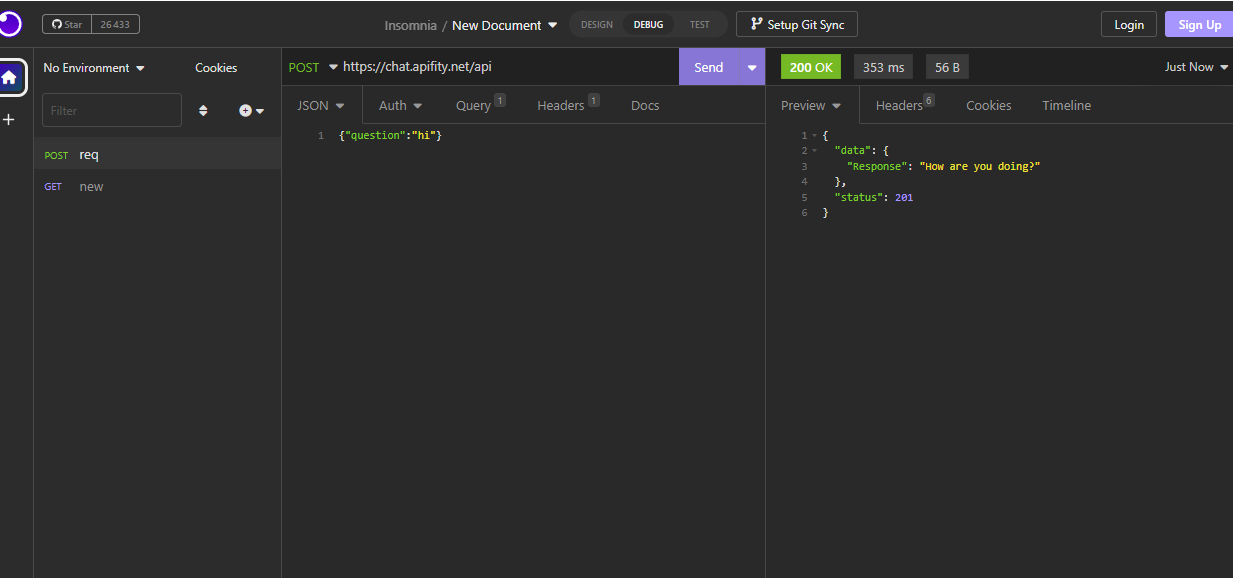 Star 26 433
Insomnia / New Document
DESIGN DEBUG TEST
Setup Git Sync
Login
Sign Up
No Environment
Cookies
POST https://chat.apifity.net/api
Send
200 OK 353 ms 56 B
Just Now
Filter
JSON Auth Query 1 Headers 1 Docs
Preview Headers 6 Cookies Timeline
POST req
GET new
1 {"question":"hi"}
1 {
2 "data": {
3 "Response": "How are you doing?"
4 },
5 "status": 201
6 }